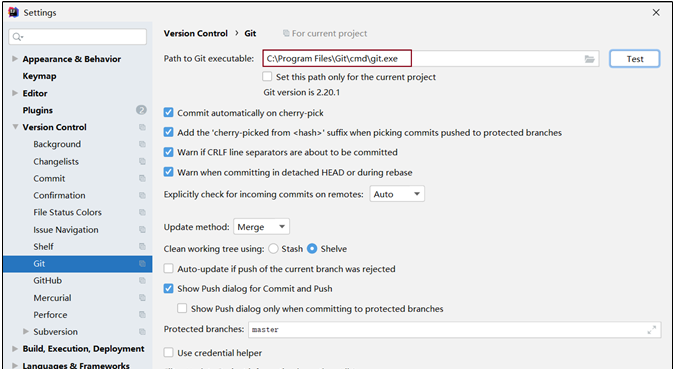 Settings
Appearance & Behavior
Keymap
Editor
Plugins
2
Version Control
Background
Changelists
Commit
Confirmation
File Status Colors
Issue Navigation
Shelf
Git
GitHub
Mercurial
Perforce
Subversion
Build, Execution, Deployment
Languages & Frameworks
Version Control › Git
For current project
Path to Git executable: C:\Program Files\Git\cmd\git.exe
Test
Set this path only for the current project
Git version is 2.20.1
Commit automatically on cherry-pick
Add the 'cherry-picked from <hash>' suffix when picking commits pushed to protected branches
Warn if CRLF line separators are about to be committed
Warn when committing in detached HEAD or during rebase
Explicitly check for incoming commits on remotes: Auto
Update method: Merge
Clean working tree using: Stash Shelve
Auto-update if push of the current branch was rejected
Show Push dialog for Commit and Push
Show Push dialog only when committing to protected branches
Protected branches: master
Use credential helper